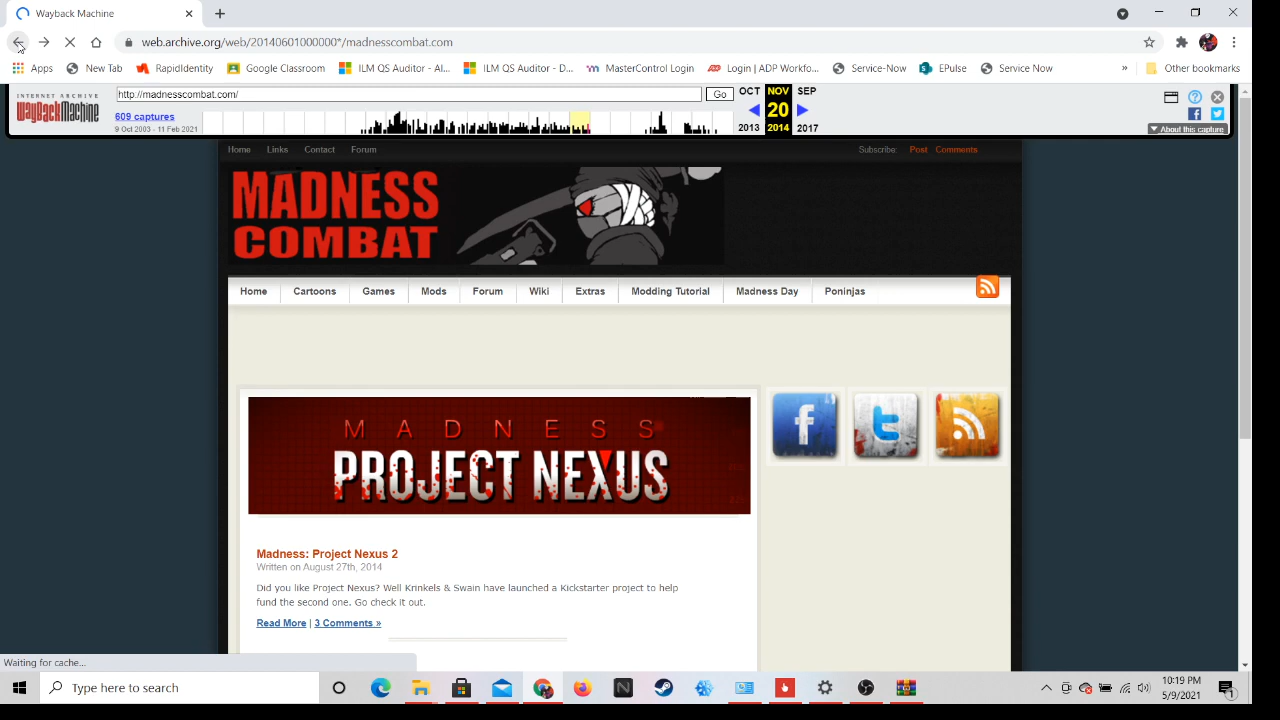 Wayback Machine
web.archive.org/web/20140601000000*/madnesscombat.com
Apps New Tab RapidIdentity Google Classroom ILM QS Auditor - Al... ILM QS Auditor - D... MasterControl Login Login | ADP Workfo... Service-Now EPulse Service Now » Other bookmarks
INTERNET ARCHIVE
WayBackMachine
http://madnesscombat.com/ Go OCT NOV SEP
609 captures 20
9 Oct 2003 - 11 Feb 2021 2013 2014 2017 About this capture
Home Links Contact Forum Subscribe: Post Comments
MADNESS
COMBAT
Home Cartoons Games Mods Forum Wiki Extras Modding Tutorial Madness Day Poninjas
MADNESS
PROJECT NEXUS
Madness: Project Nexus 2
Written on August 27th, 2014
Did you like Project Nexus? Well Krinkels & Swain have launched a Kickstarter project to help
fund the second one. Go check it out.
Read More | 3 Comments »
Waiting for cache...
Type here to search
10:19 PM
5/9/2021